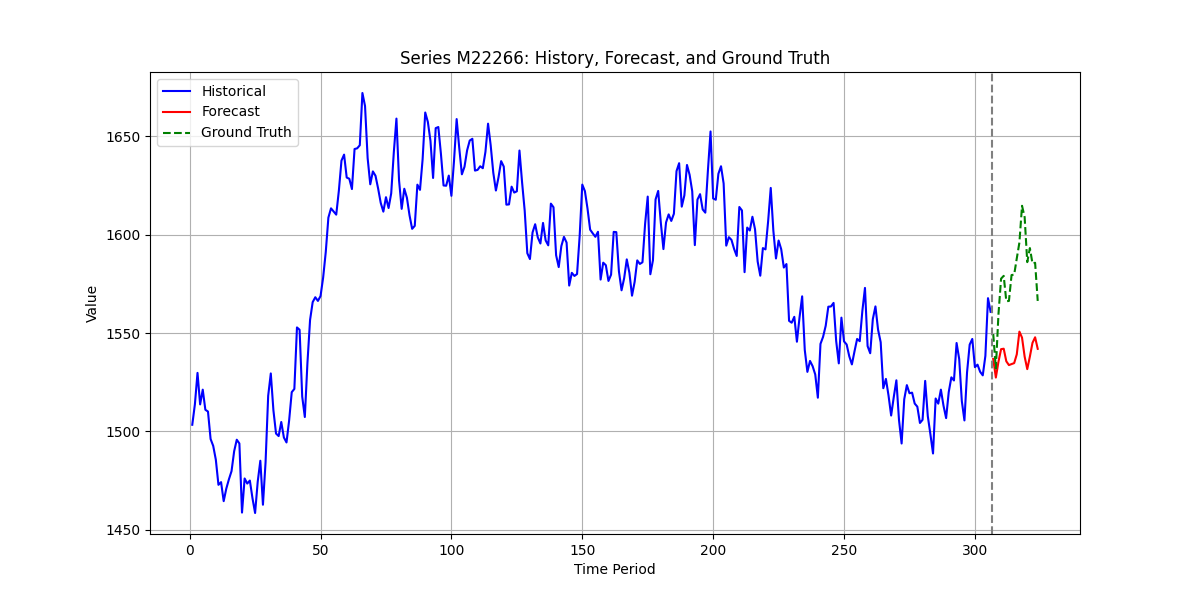 Series M22266: History, Forecast, and Ground Truth
Historical
Forecast
Ground Truth
Value
1650
1600
1550
1500
1450
0 50 100 150 200 250 300
Time Period